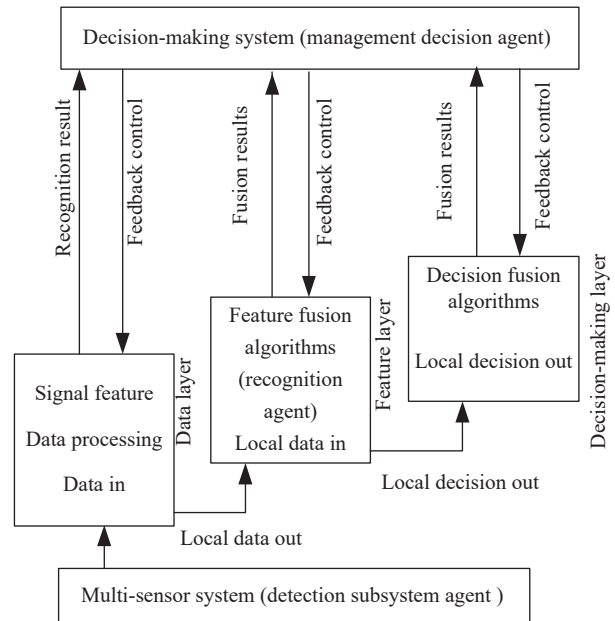 Decision-making system (management decision agent)
Recognition result
Feedback control
Fusion results
Feedback control
Fusion results
Feedback control
Signal feature
Data processing
Data in
Data layer
Feature fusion
algorithms
(recognition
agent)
Local data in
Feature layer
Decision fusion
algorithms
Local decision out
Decision-making layer
Local data out
Local decision out
Multi-sensor system (detection subsystem agent )